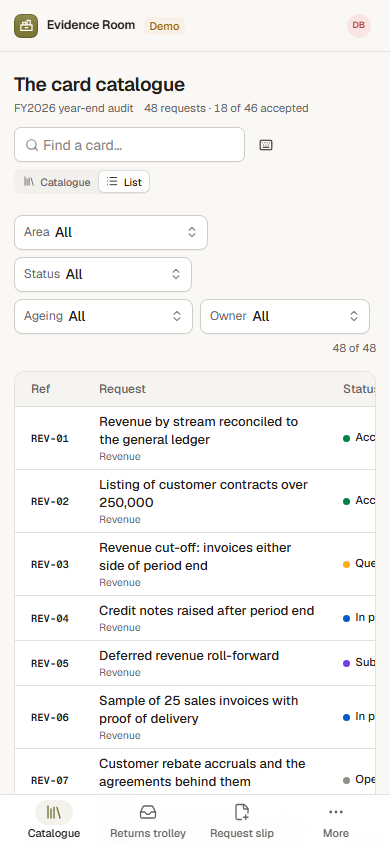 Evidence Room Demo DB
The card catalogue
FY2026 year-end audit 48 requests · 18 of 46 accepted
Find a card...
Catalogue List
Area All
Status All
Ageing All Owner All
48 of 48
Ref Request Status
REV-01 Revenue by stream reconciled to
the general ledger
Revenue
Acc
REV-02 Listing of customer contracts over
250,000
Revenue
Acc
REV-03 Revenue cut-off: invoices either
side of period end
Revenue
Que
REV-04 Credit notes raised after period end
Revenue
In p
REV-05 Deferred revenue roll-forward
Revenue
Sub
REV-06 Sample of 25 sales invoices with
proof of delivery
Revenue
In p
REV-07 Customer rebate accruals and the
agreements behind them
Ope
Catalogue Returns trolley Request slip More